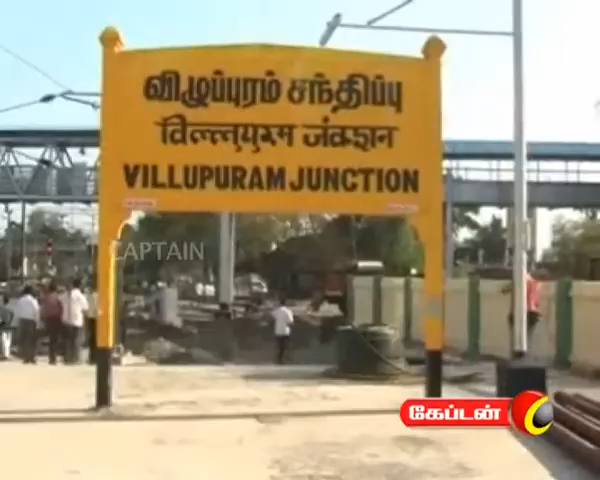 விழுப்புரம் சந்திப்பு
विल्लुपुरम जंक्शन
VILLUPURAM JUNCTION
CAPTAIN
கேப்டன்